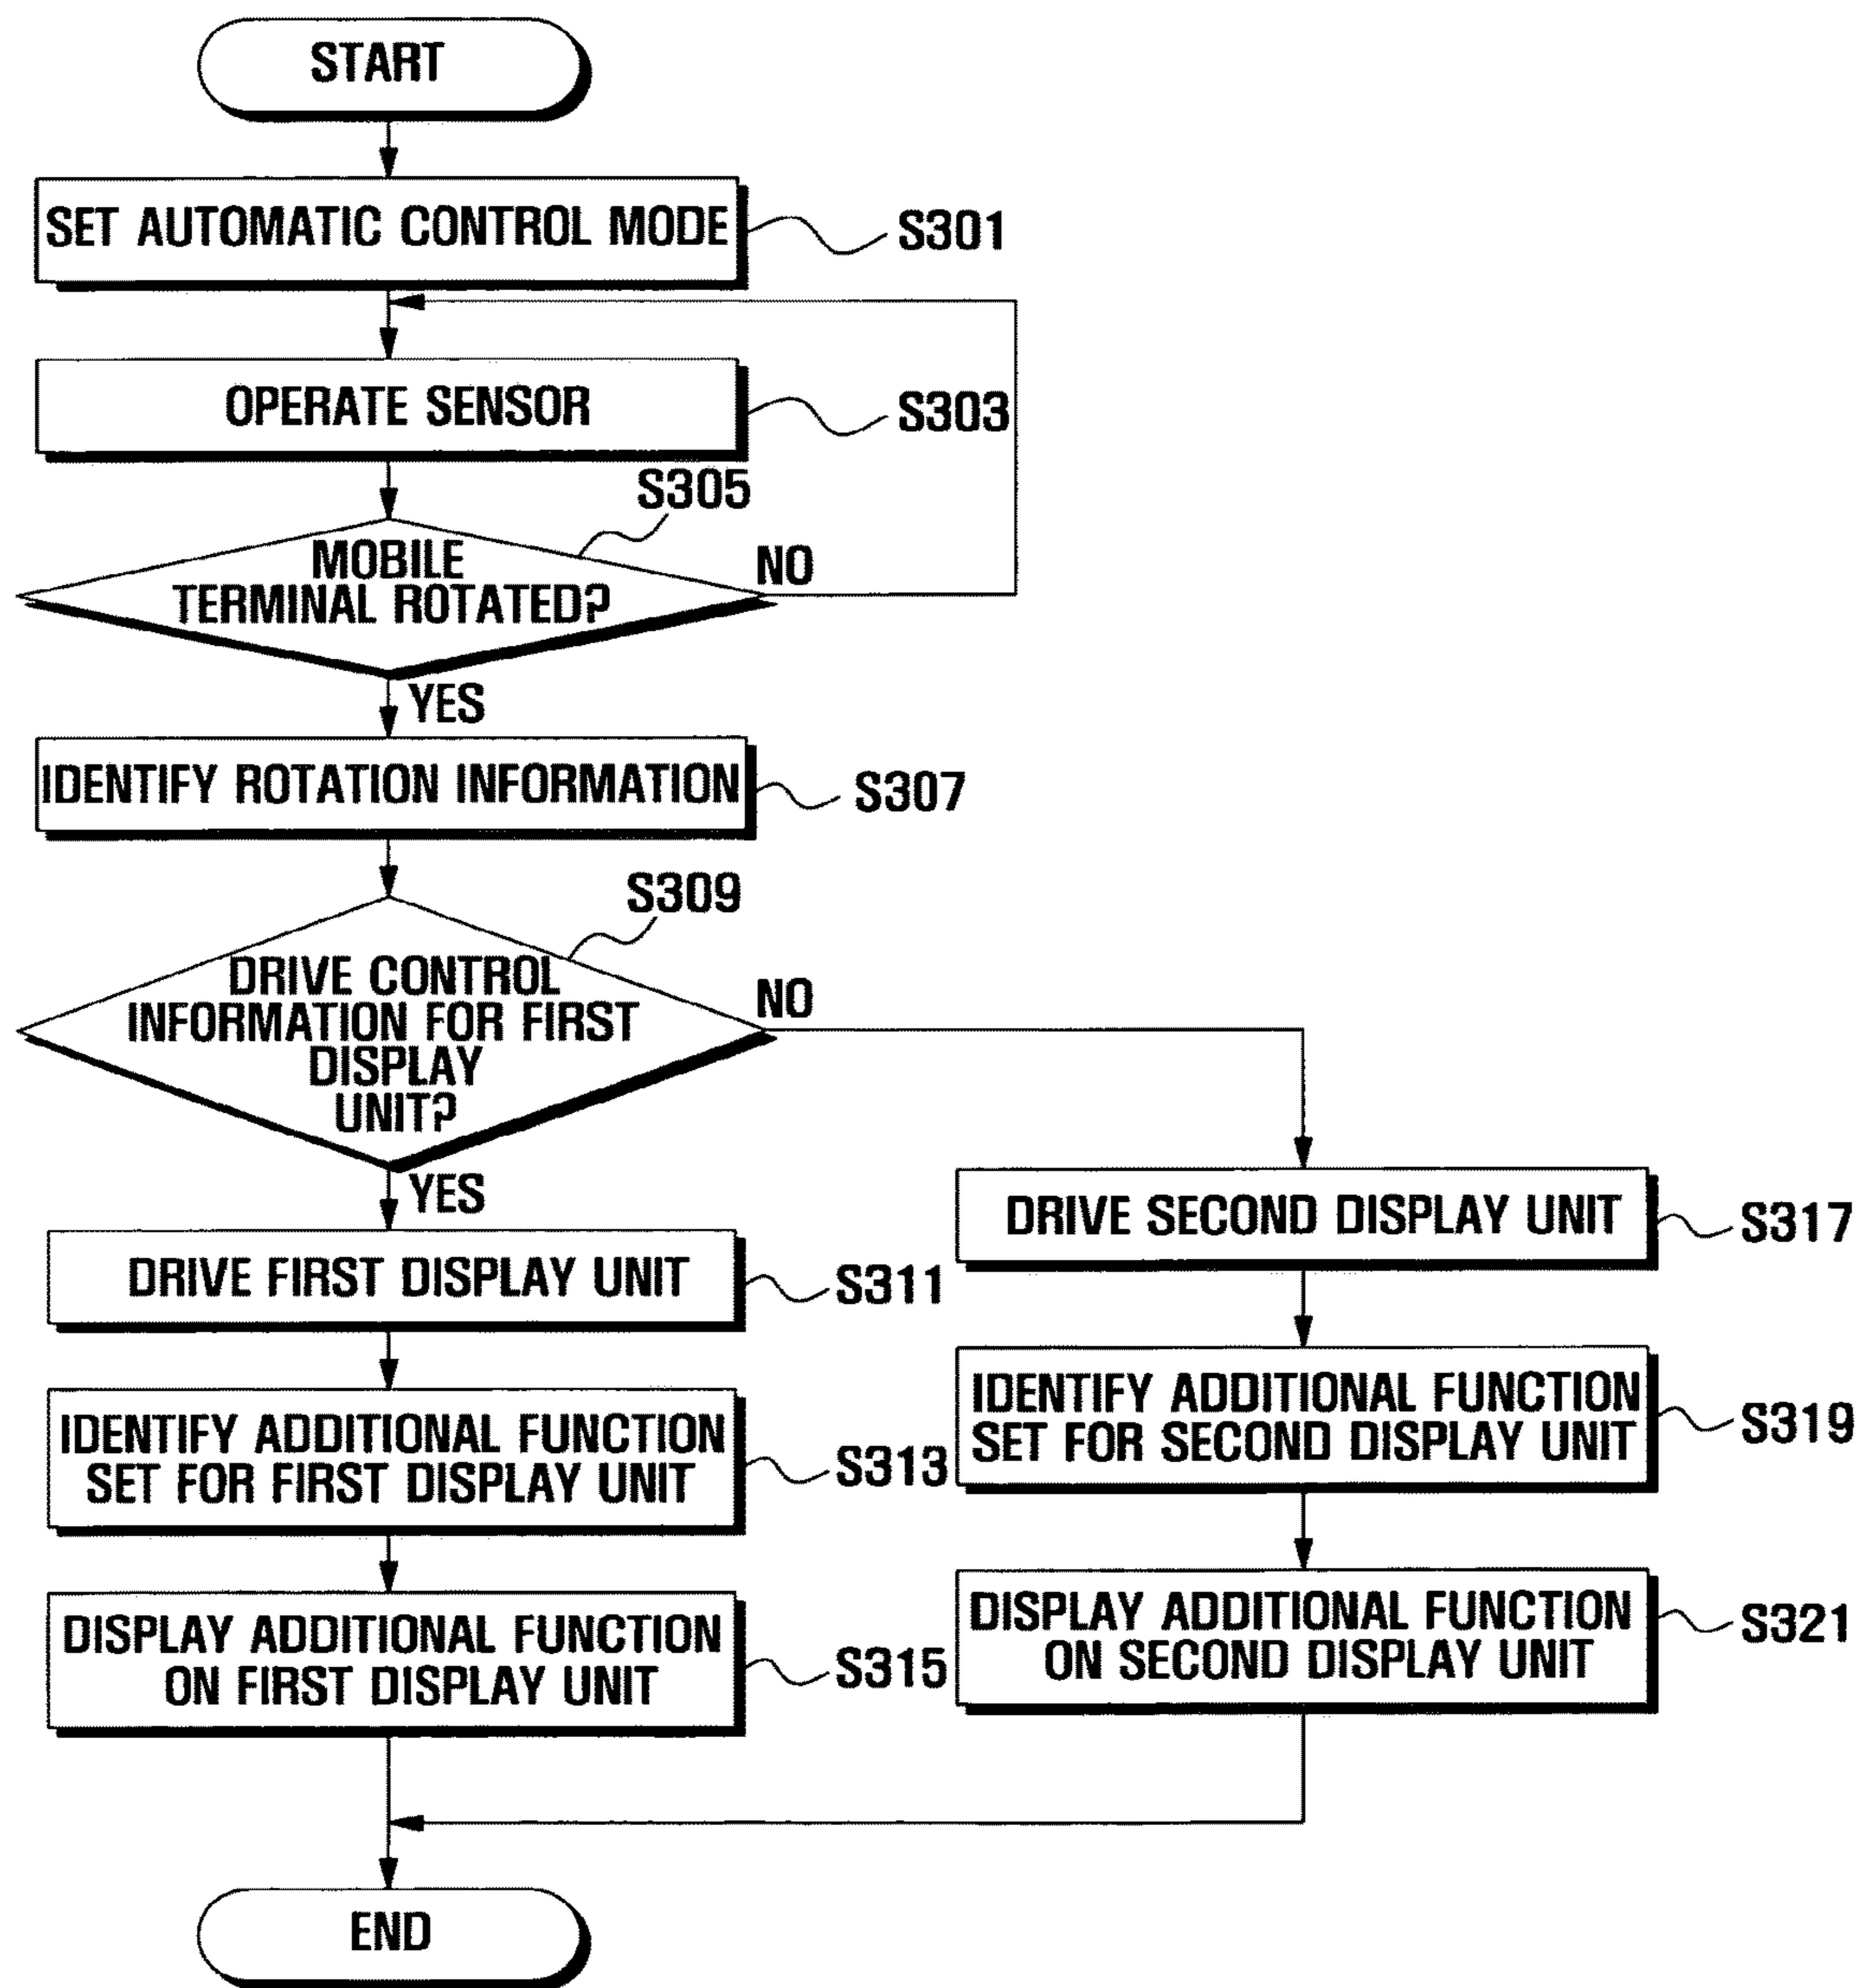 START
SET AUTOMATIC CONTROL MODE
S301
OPERATE SENSOR
S303
S305
MOBILE
TERMINAL ROTATED?
NO
YES
IDENTIFY ROTATION INFORMATION
S307
S309
DRIVE CONTROL
INFORMATION FOR FIRST
DISPLAY
UNIT?
NO
YES
DRIVE FIRST DISPLAY UNIT
S311
IDENTIFY ADDITIONAL FUNCTION
SET FOR FIRST DISPLAY UNIT
S313
DISPLAY ADDITIONAL FUNCTION
ON FIRST DISPLAY UNIT
S315
DRIVE SECOND DISPLAY UNIT
S317
IDENTIFY ADDITIONAL FUNCTION
SET FOR SECOND DISPLAY UNIT
S319
DISPLAY ADDITIONAL FUNCTION
ON SECOND DISPLAY UNIT
S321
END